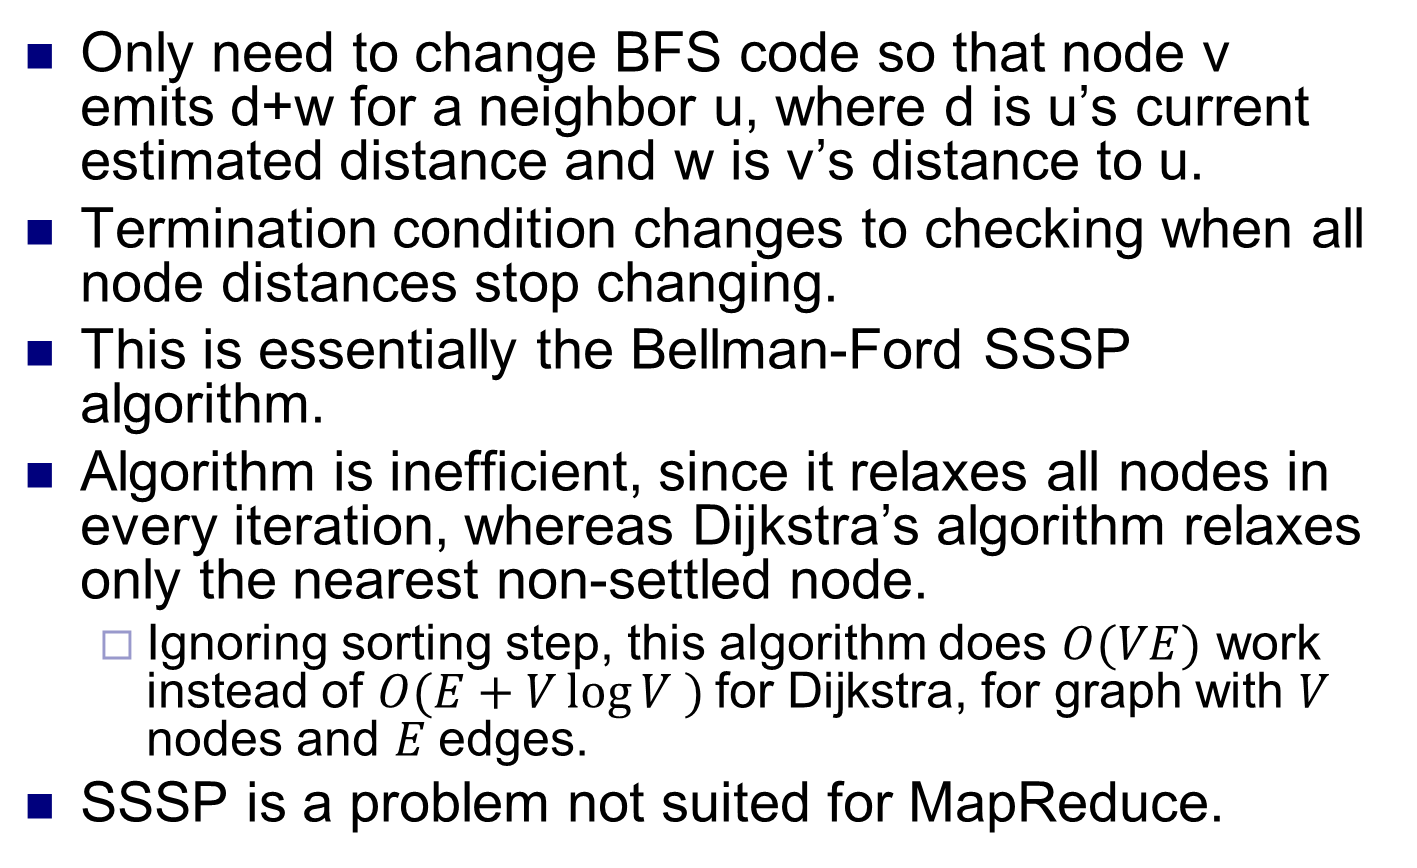 Only need to change BFS code so that node v
emits d+w for a neighbor u, where d is u’s current
estimated distance and w is v’s distance to u.
Termination condition changes to checking when all
node distances stop changing.
This is essentially the Bellman-Ford SSSP
algorithm.
Algorithm is inefficient, since it relaxes all nodes in
every iteration, whereas Dijkstra’s algorithm relaxes
only the nearest non-settled node.
Ignoring sorting step, this algorithm does O(VE) work
instead of O(E + V log V ) for Dijkstra, for graph with V
nodes and E edges.
SSSP is a problem not suited for MapReduce.